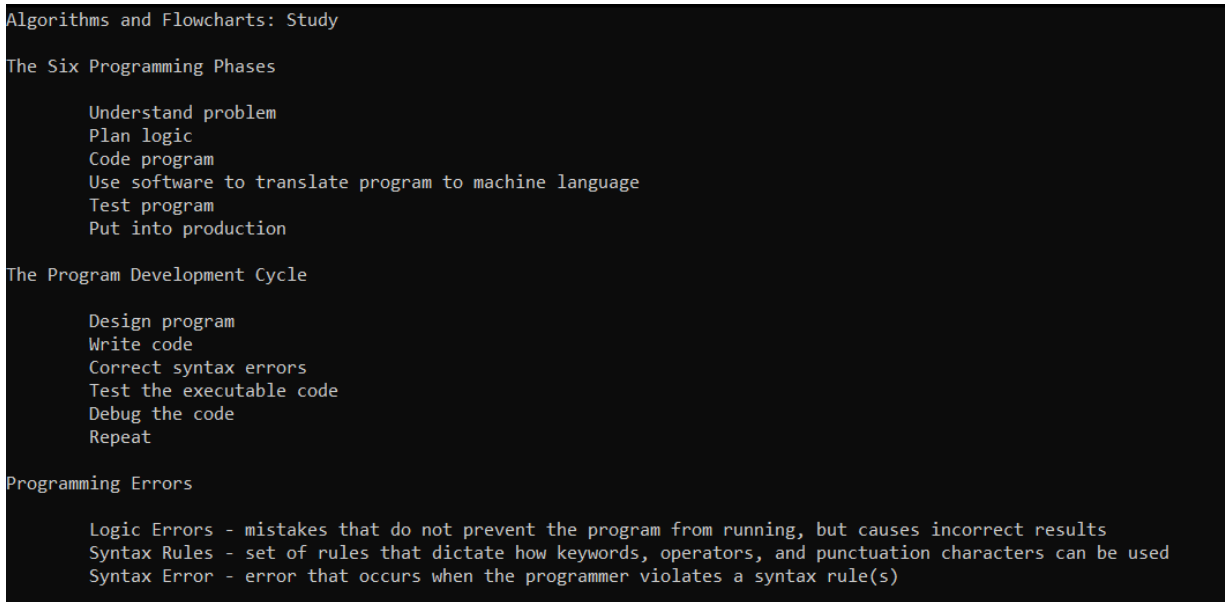 Algorithms and Flowcharts: Study
The Six Programming Phases
Understand problem
Plan logic
Code program
Use software to translate program to machine language
Test program
Put into production
The Program Development Cycle
Design program
Write code
Correct syntax errors
Test the executable code
Debug the code
Repeat
Programming Errors
Logic Errors - mistakes that do not prevent the program from running, but causes incorrect results
Syntax Rules - set of rules that dictate how keywords, operators, and punctuation characters can be used
Syntax Error - error that occurs when the programmer violates a syntax rule(s)